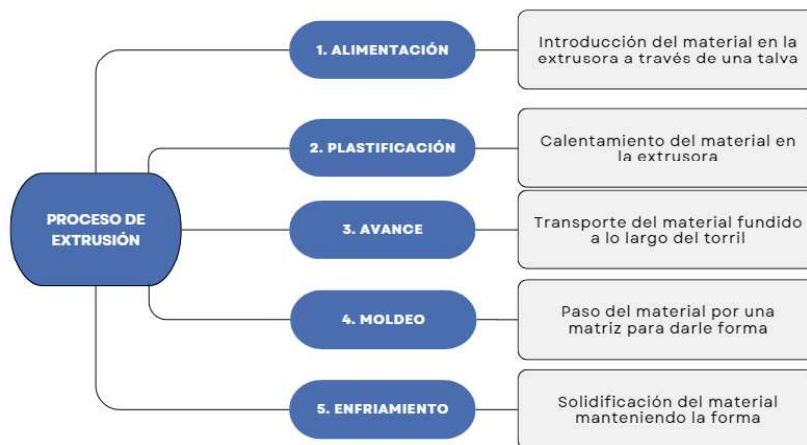 1. ALIMENTACIÓN
Introducción del material en la
extrusora a través de una talva
2. PLASTIFICACIÓN
Calentamiento del material en
la extrusora
PROCESO DE
EXTRUSIÓN
3. AVANCE
Transporte del material fundido
a lo largo del torril
4. MOLDEO
Paso del material por una
matriz para darle forma
5. ENFRIAMIENTO
Solidificación del material
manteniendo la forma